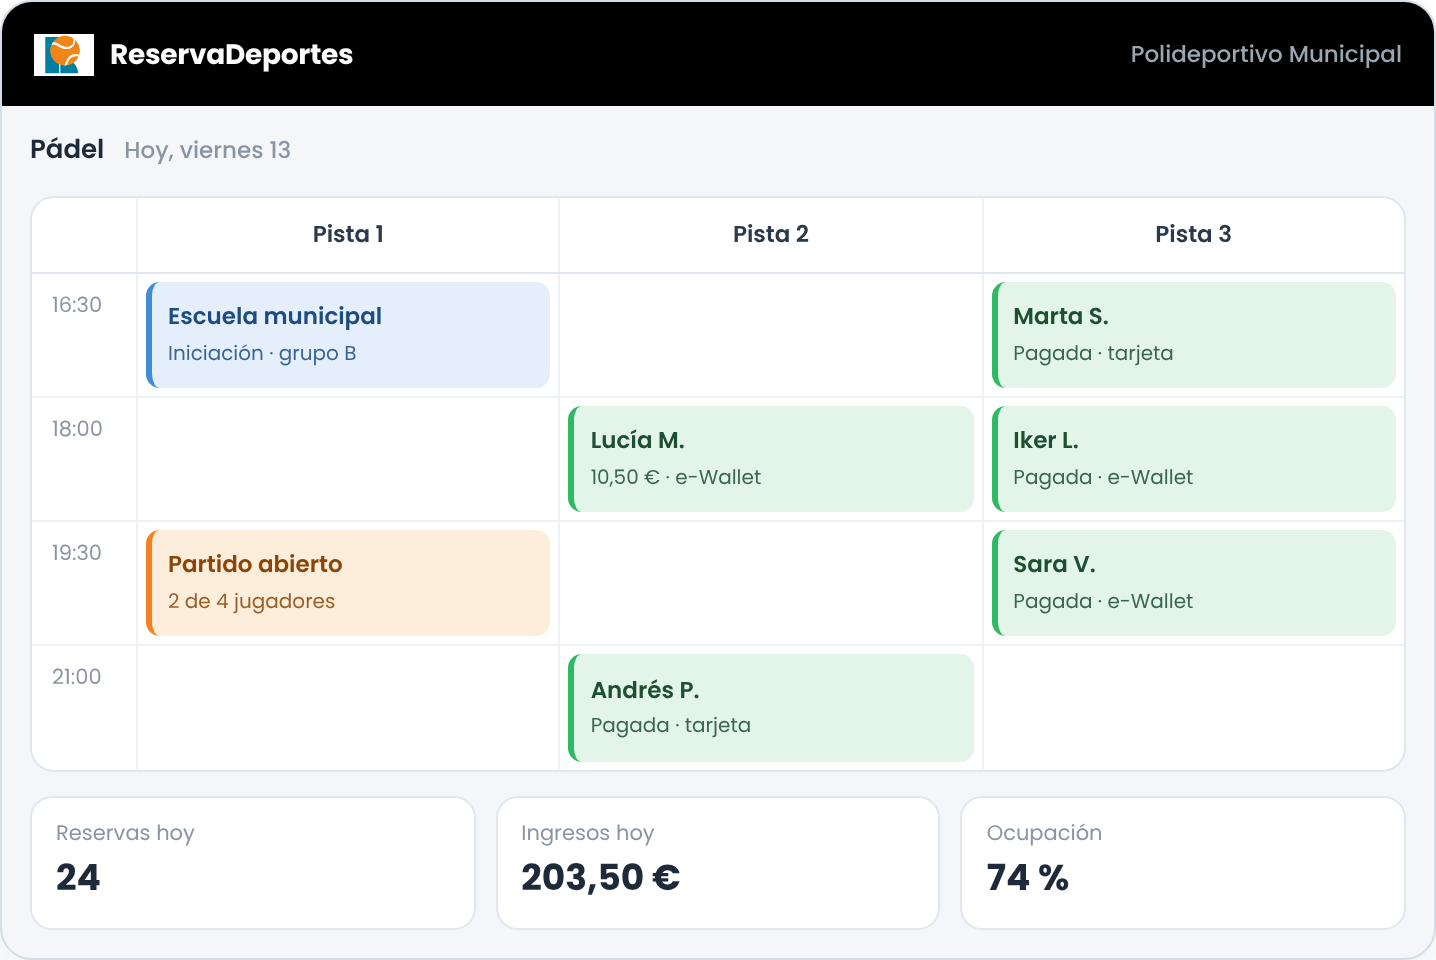 ReservaDeportes
Polideportivo Municipal
Pádel Hoy, viernes 13
Pista 1
Pista 2
Pista 3
16:30
Escuela municipal
Iniciación · grupo B
Marta S.
Pagada · tarjeta
18:00
Lucía M.
10,50 € · e-Wallet
Iker L.
Pagada · e-Wallet
19:30
Partido abierto
2 de 4 jugadores
Sara V.
Pagada · e-Wallet
21:00
Andrés P.
Pagada · tarjeta
Reservas hoy
24
Ingresos hoy
203,50 €
Ocupación
74 %